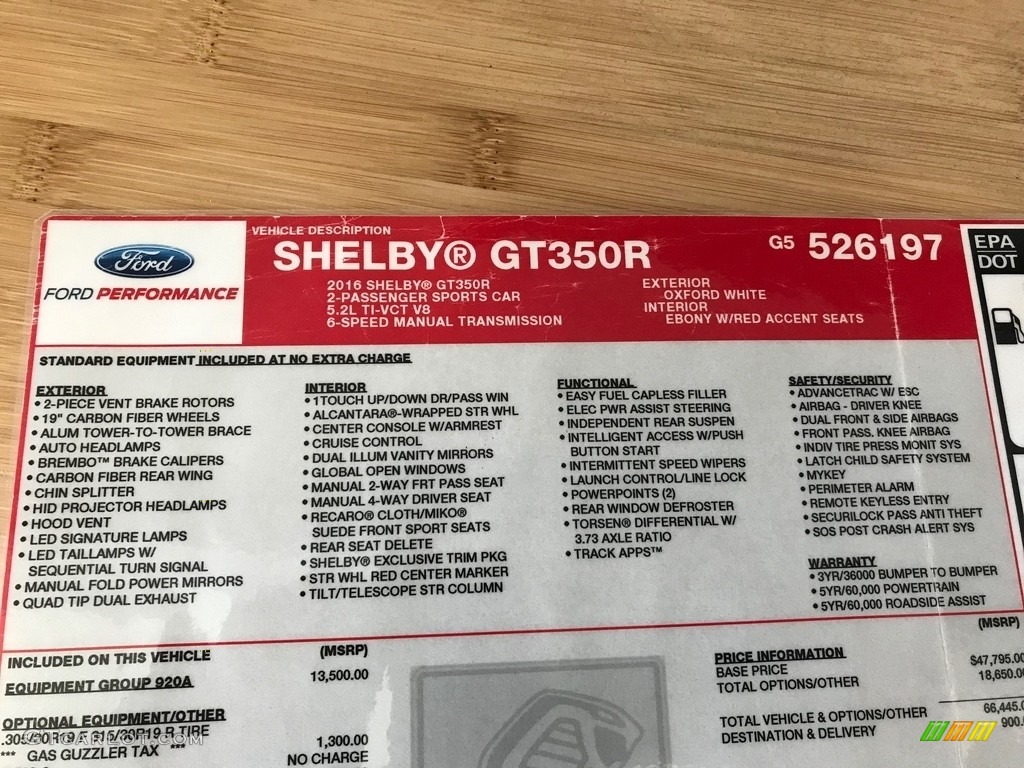 VEHICLE DESCRIPTION
Ford
FORD PERFORMANCE
SHELBY® GT350R
G5 526197
2016 SHELBY® GT350R
2-PASSENGER SPORTS CAR
5.2L TI-VCT V8
6-SPEED MANUAL TRANSMISSION
EXTERIOR
OXFORD WHITE
INTERIOR
EBONY W/RED ACCENT SEATS
EPA
DOT
STANDARD EQUIPMENT INCLUDED AT NO EXTRA CHARGE
EXTERIOR
• 2-PIECE VENT BRAKE ROTORS
• 19" CARBON FIBER WHEELS
• ALUM TOWER-TO-TOWER BRACE
• AUTO HEADLAMPS
• BREMBO™ BRAKE CALIPERS
• CARBON FIBER REAR WING
• CHIN SPLITTER
• HID PROJECTOR HEADLAMPS
• HOOD VENT
• LED SIGNATURE LAMPS
• LED TAILLAMPS W/
SEQUENTIAL TURN SIGNAL
• MANUAL FOLD POWER MIRRORS
• QUAD TIP DUAL EXHAUST
INTERIOR
• 1TOUCH UP/DOWN DR/PASS WIN
• ALCANTARA®-WRAPPED STR WHL
• CENTER CONSOLE W/ARMREST
• CRUISE CONTROL
• DUAL ILLUM VANITY MIRRORS
• GLOBAL OPEN WINDOWS
• MANUAL 2-WAY FRT PASS SEAT
• MANUAL 4-WAY DRIVER SEAT
• RECARO® CLOTH/MIKO®
SUEDE FRONT SPORT SEATS
• REAR SEAT DELETE
• SHELBY® EXCLUSIVE TRIM PKG
• STR WHL RED CENTER MARKER
• TILT/TELESCOPE STR COLUMN
FUNCTIONAL
• EASY FUEL CAPLESS FILLER
• ELEC PWR ASSIST STEERING
• INDEPENDENT REAR SUSPEN
• INTELLIGENT ACCESS W/PUSH
BUTTON START
• INTERMITTENT SPEED WIPERS
• LAUNCH CONTROL/LINE LOCK
• POWERPOINTS (2)
• REAR WINDOW DEFROSTER
• TORSEN® DIFFERENTIAL W/
3.73 AXLE RATIO
• TRACK APPS™
SAFETY/SECURITY
• ADVANCETRAC W/ ESC
• AIRBAG - DRIVER KNEE
• DUAL FRONT & SIDE AIRBAGS
• FRONT PASS. KNEE AIRBAG
• INDIV TIRE PRESS MONIT SYS
• LATCH CHILD SAFETY SYSTEM
• MYKEY
• PERIMETER ALARM
• REMOTE KEYLESS ENTRY
• SECURILOCK PASS ANTI THEFT
• SOS POST CRASH ALERT SYS
WARRANTY
• 3YR/36000 BUMPER TO BUMPER
• 5YR/60,000 POWERTRAIN
• 5YR/60,000 ROADSIDE ASSIST
INCLUDED ON THIS VEHICLE
(MSRP)
EQUIPMENT GROUP 920A
13,500.00
OPTIONAL EQUIPMENT/OTHER
.305/30R19 F 315/30R19 R TIRE
1,300.00
*** GAS GUZZLER TAX ***
NO CHARGE
(MSRP)
PRICE INFORMATION
BASE PRICE $47,795.00
TOTAL OPTIONS/OTHER 18,650.00
TOTAL VEHICLE & OPTIONS/OTHER 66,445.0
DESTINATION & DELIVERY 900.
GTCARLOT.COM